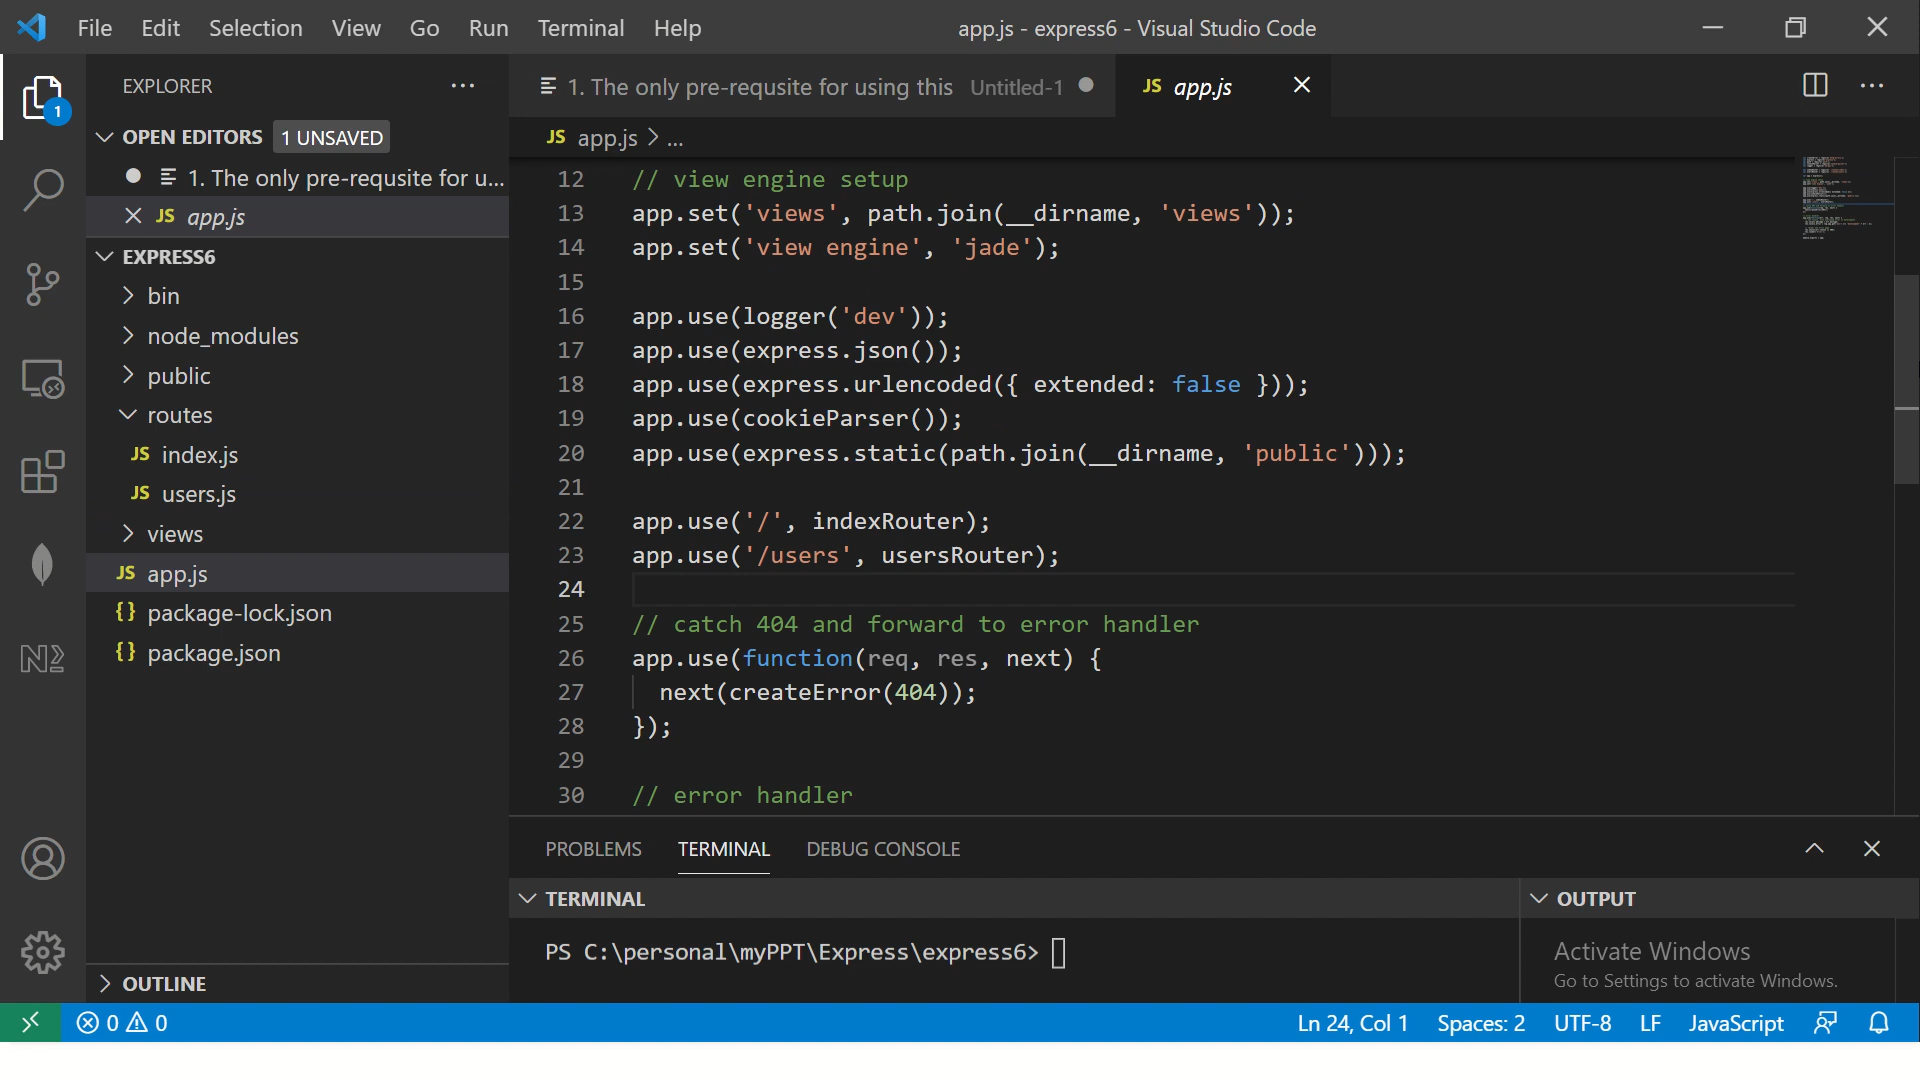 File Edit Selection View Go Run Terminal Help
app.js - express6 - Visual Studio Code
1
EXPLORER
OPEN EDITORS 1 UNSAVED
1. The only pre-requsite for u...
JS app.js
EXPRESS6
bin
node_modules
public
routes
JS index.js
JS users.js
views
JS app.js
{} package-lock.json
{} package.json
OUTLINE
1. The only pre-requsite for using this Untitled-1
JS app.js
JS app.js > ...
12 // view engine setup
13 app.set('views', path.join(__dirname, 'views'));
14 app.set('view engine', 'jade');
15
16 app.use(logger('dev'));
17 app.use(express.json());
18 app.use(express.urlencoded({ extended: false }));
19 app.use(cookieParser());
20 app.use(express.static(path.join(__dirname, 'public')));
21
22 app.use('/', indexRouter);
23 app.use('/users', usersRouter);
24
25 // catch 404 and forward to error handler
26 app.use(function(req, res, next) {
27 next(createError(404));
28 });
29
30 // error handler
PROBLEMS TERMINAL DEBUG CONSOLE
TERMINAL
PS C:\personal\myPPT\Express\express6>
OUTPUT
Activate Windows
Go to Settings to activate Windows.
0 0
Ln 24, Col 1 Spaces: 2 UTF-8 LF JavaScript